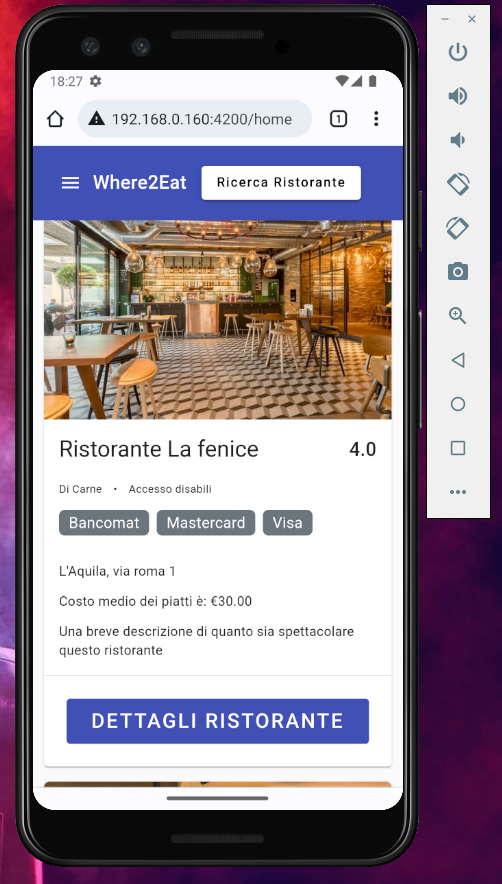 18:27
192.168.0.160:4200/home
1
Where2Eat
Ricerca Ristorante
Ristorante La fenice
4.0
Di Carne • Accesso disabili
Bancomat Mastercard Visa
L'Aquila, via roma 1
Costo medio dei piatti è: €30.00
Una breve descrizione di quanto sia spettacolare
questo ristorante
DETTAGLI RISTORANTE